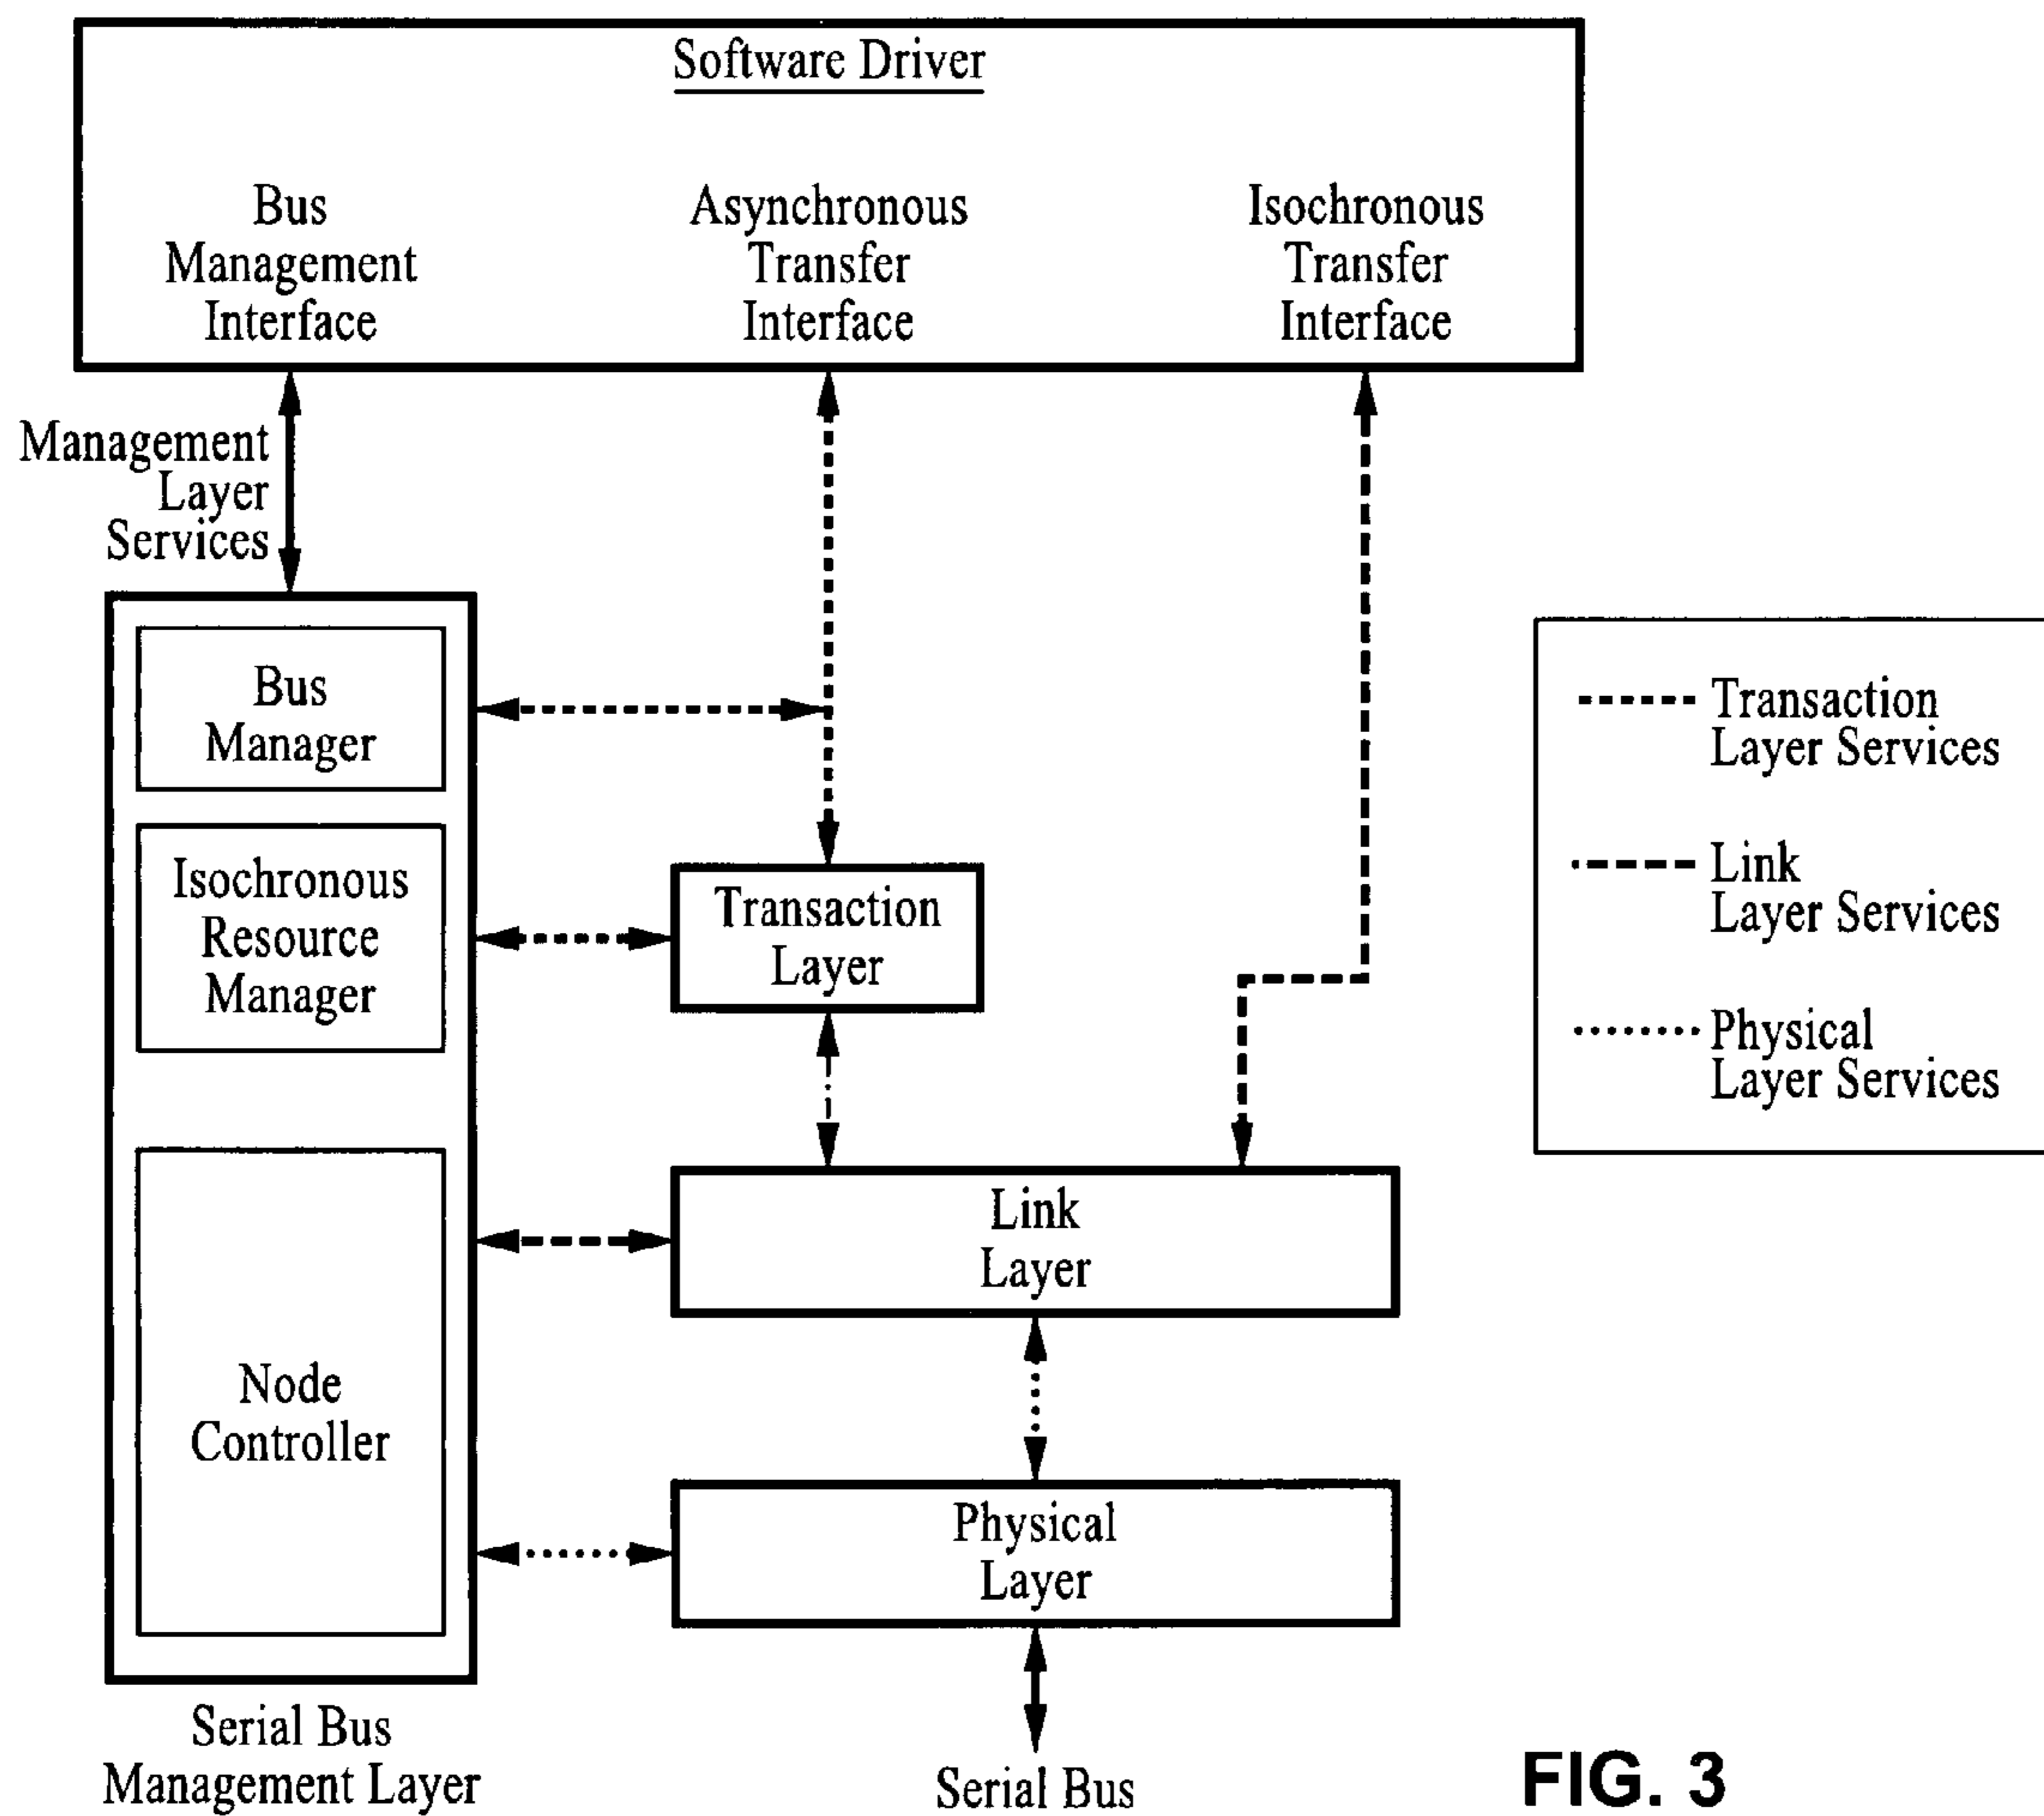 Software Driver
Bus
Management
Interface
Asynchronous
Transfer
Interface
Isochronous
Transfer
Interface
Management
Layer
Services
Bus
Manager
Isochronous
Resource
Manager
Node
Controller
Serial Bus
Management Layer
Transaction
Layer
Link
Layer
Physical
Layer
Serial Bus
Transaction
Layer Services
Link
Layer Services
Physical
Layer Services
FIG. 3